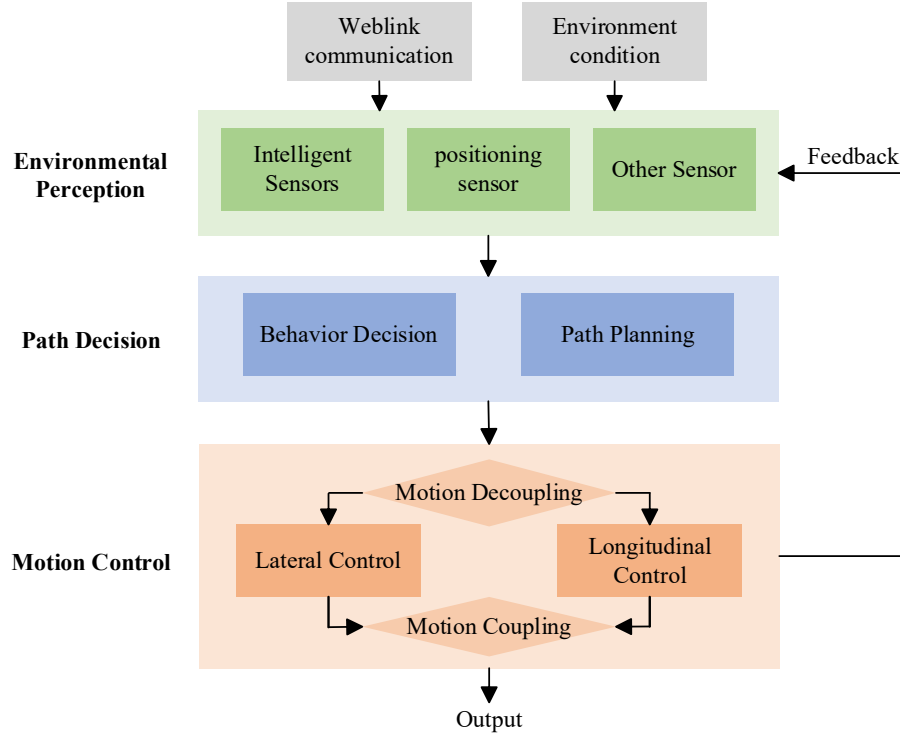 Weblink
communication
Environment
condition
Environmental
Perception
Intelligent
Sensors
positioning
sensor
Other Sensor
Feedback
Path Decision
Behavior Decision
Path Planning
Motion Control
Motion Decoupling
Lateral Control
Longitudinal
Control
Motion Coupling
Output